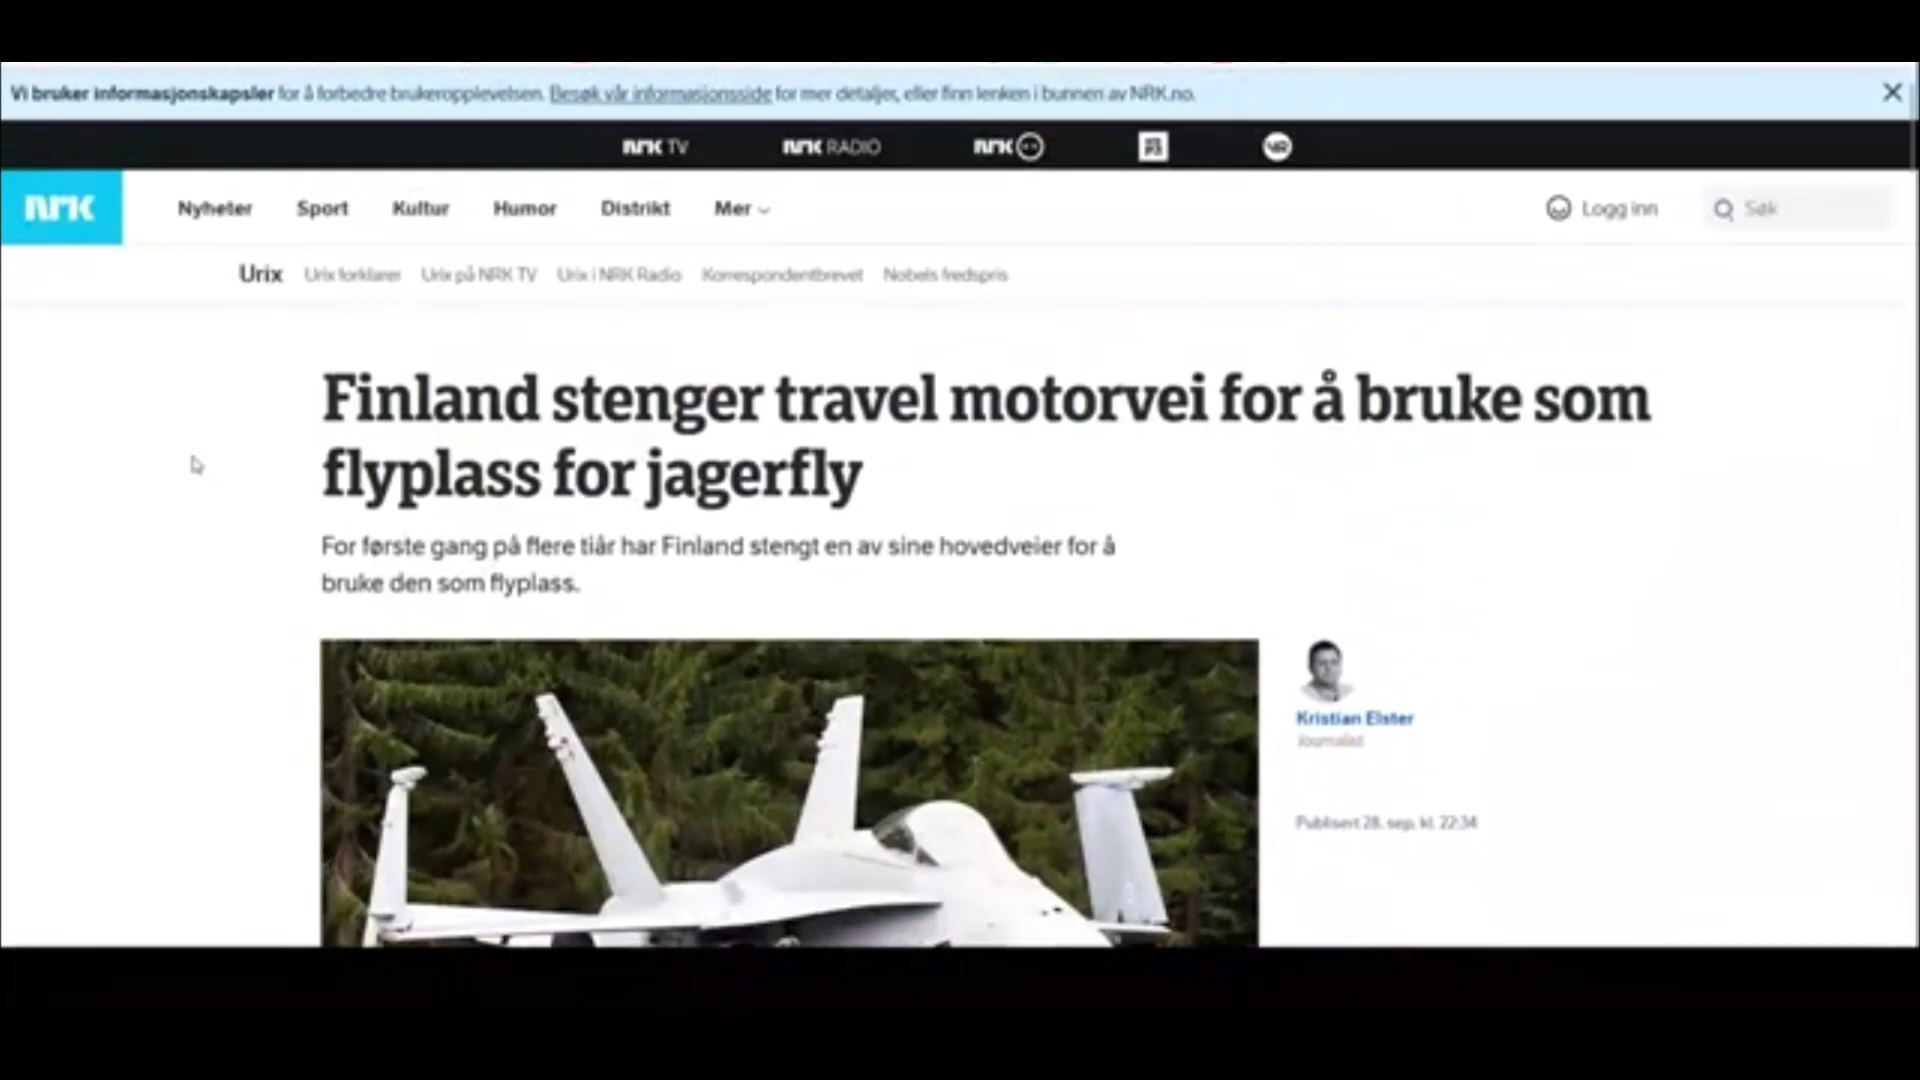 Vi bruker informasjonskapsler for å forbedre brukeropplevelsen. Besøk vår informasjonsside for mer detaljer, eller finn lenken i bunnen av NRK.no.
NRK TV
NRK RADIO
NRK
YR
NRK
Nyheter Sport Kultur Humor Distrikt Mer
Logg inn
Søk
Urix Urix forklarer Urix på NRK TV Urix i NRK Radio Korrespondentbrevet Nobels fredspris
Finland stenger travel motorvei for å bruke som
flyplass for jagerfly
For første gang på flere tiår har Finland stengt en av sine hovedveier for å
bruke den som flyplass.
Kristian Elster
Journalist
Publisert 28. sep. kl. 22:34